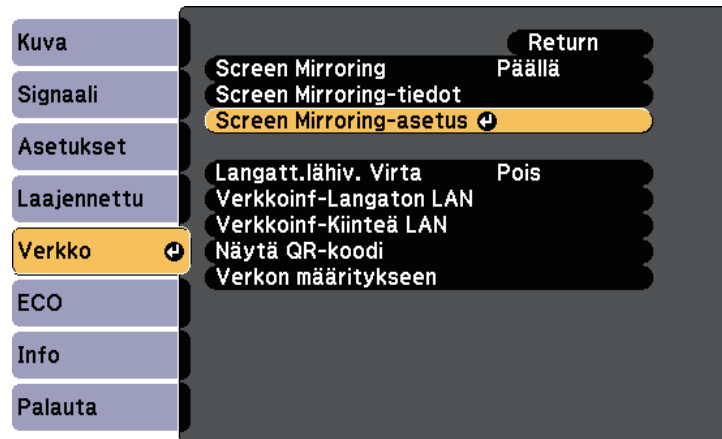 Kuva
Signaali
Asetukset
Laajennettu
Verkko
ECO
Info
Palauta
Return
Screen Mirroring Päällä
Screen Mirroring-tiedot
Screen Mirroring-asetus
Langatt.lähiv. Virta Pois
Verkkoinf-Langaton LAN
Verkkoinf-Kiinteä LAN
Näytä QR-koodi
Verkon määritykseen